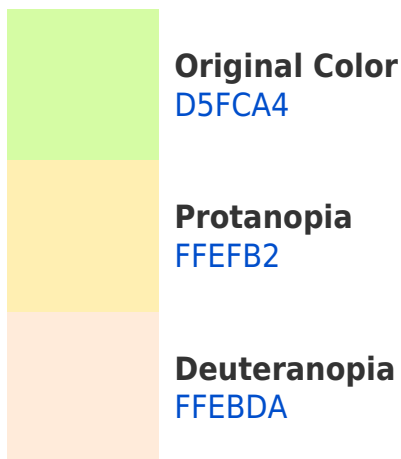 Original Color
D5FCA4
Protanopia
FFEFB2
Deuteranopia
FFEBDA